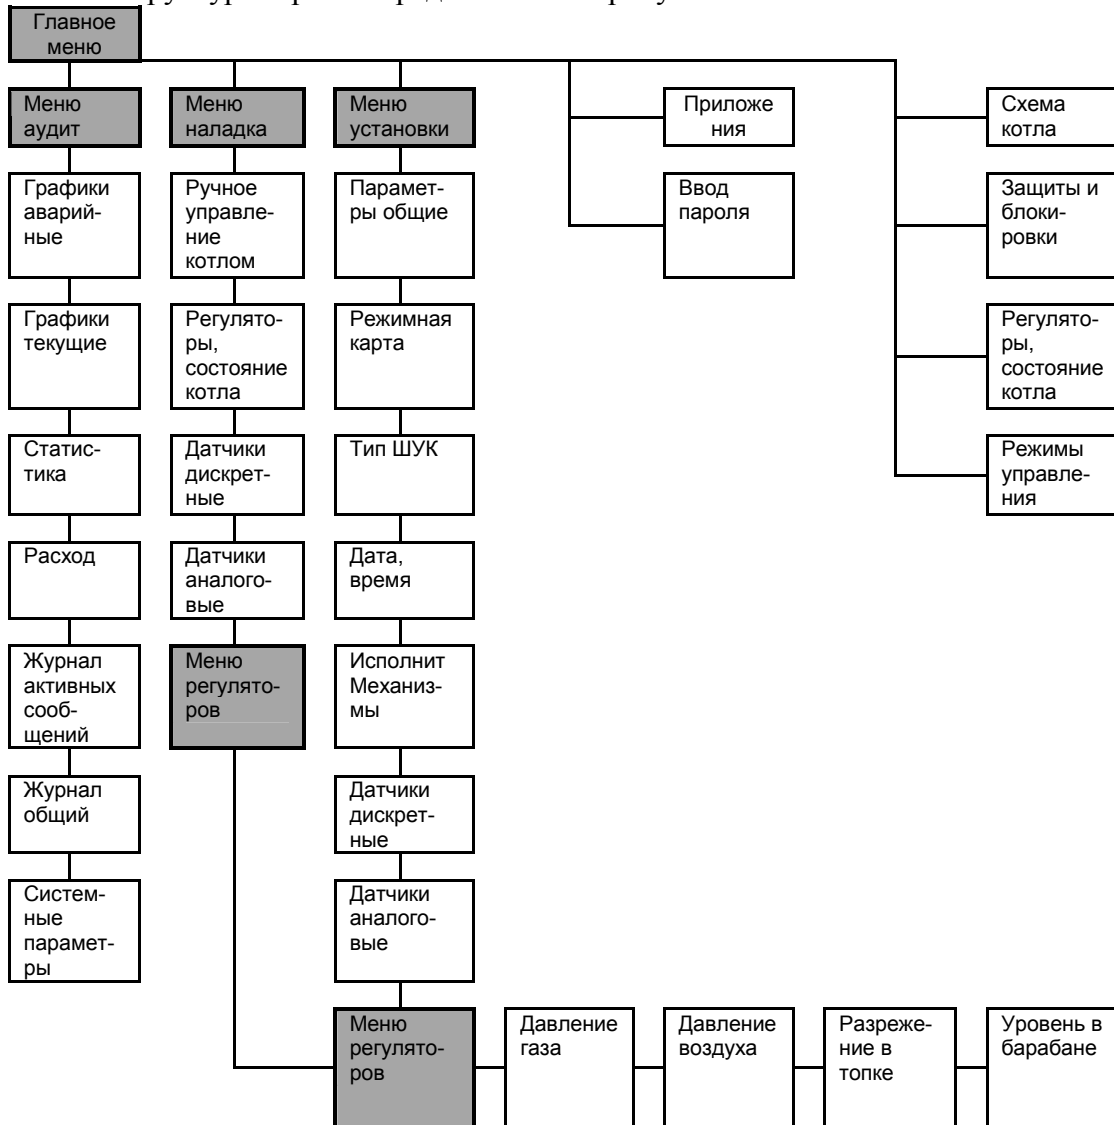 Главное
меню
Меню
аудит
Меню
наладка
Меню
установки
Приложе
ния
Схема
котла
Графики
аварий-
ные
Ручное
управле-
ние
котлом
Парамет-
ры общие
Ввод
пароля
Защиты и
блоки-
ровки
Графики
текущие
Регулято-
ры,
состояние
котла
Режимная
карта
Регулято-
ры,
состояние
котла
Статис-
тика
Датчики
дискрет-
ные
Тип ШУК
Режимы
управле-
ния
Расход
Датчики
аналого-
вые
Дата,
время
Журнал
активных
сооб-
щений
Меню
регулято-
ров
Исполнит
Механиз-
мы
Журнал
общий
Датчики
дискрет-
ные
Систем-
ные
парамет-
ры
Датчики
аналого-
вые
Меню
регулято-
ров
Давление
газа
Давление
воздуха
Разреже-
ние в
топке
Уровень в
барабане